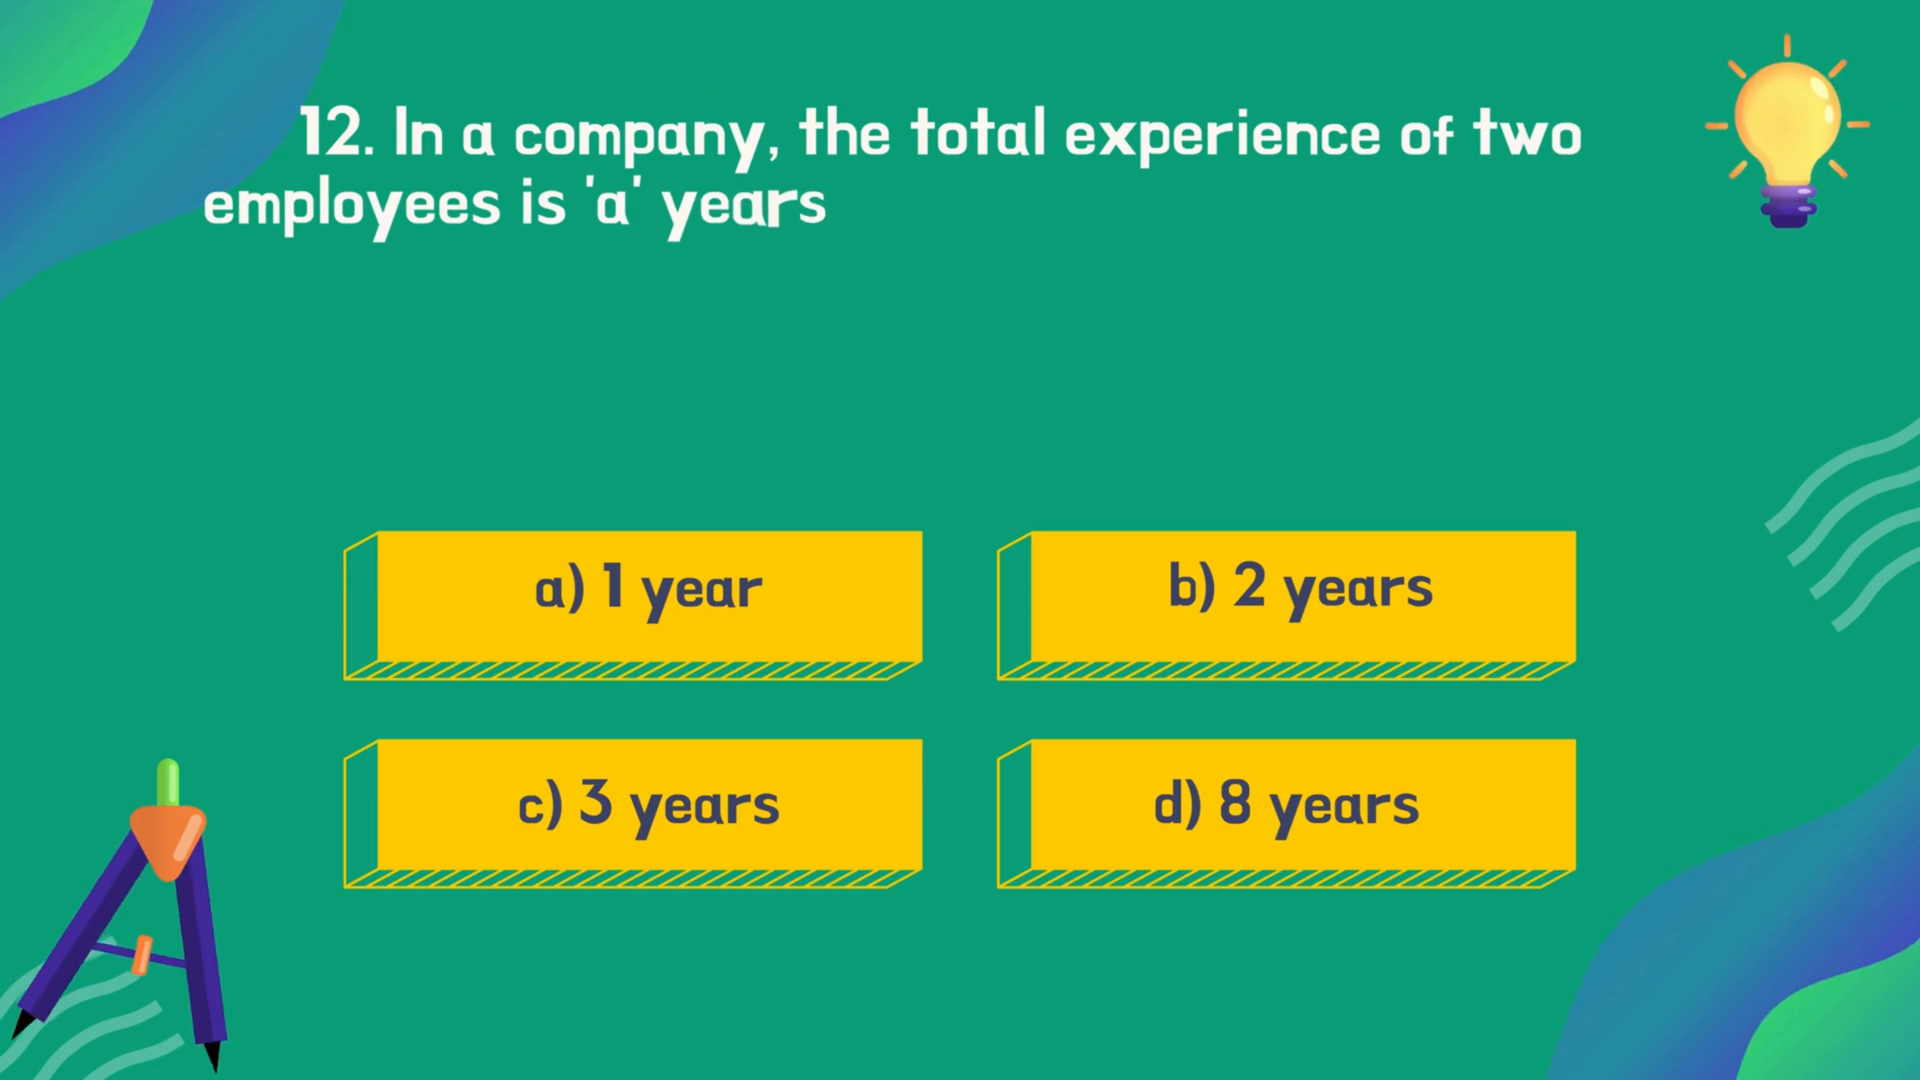 12. In a company, the total experience of two
employees is 'a' years
a) 1 year
b) 2 years
c) 3 years
d) 8 years